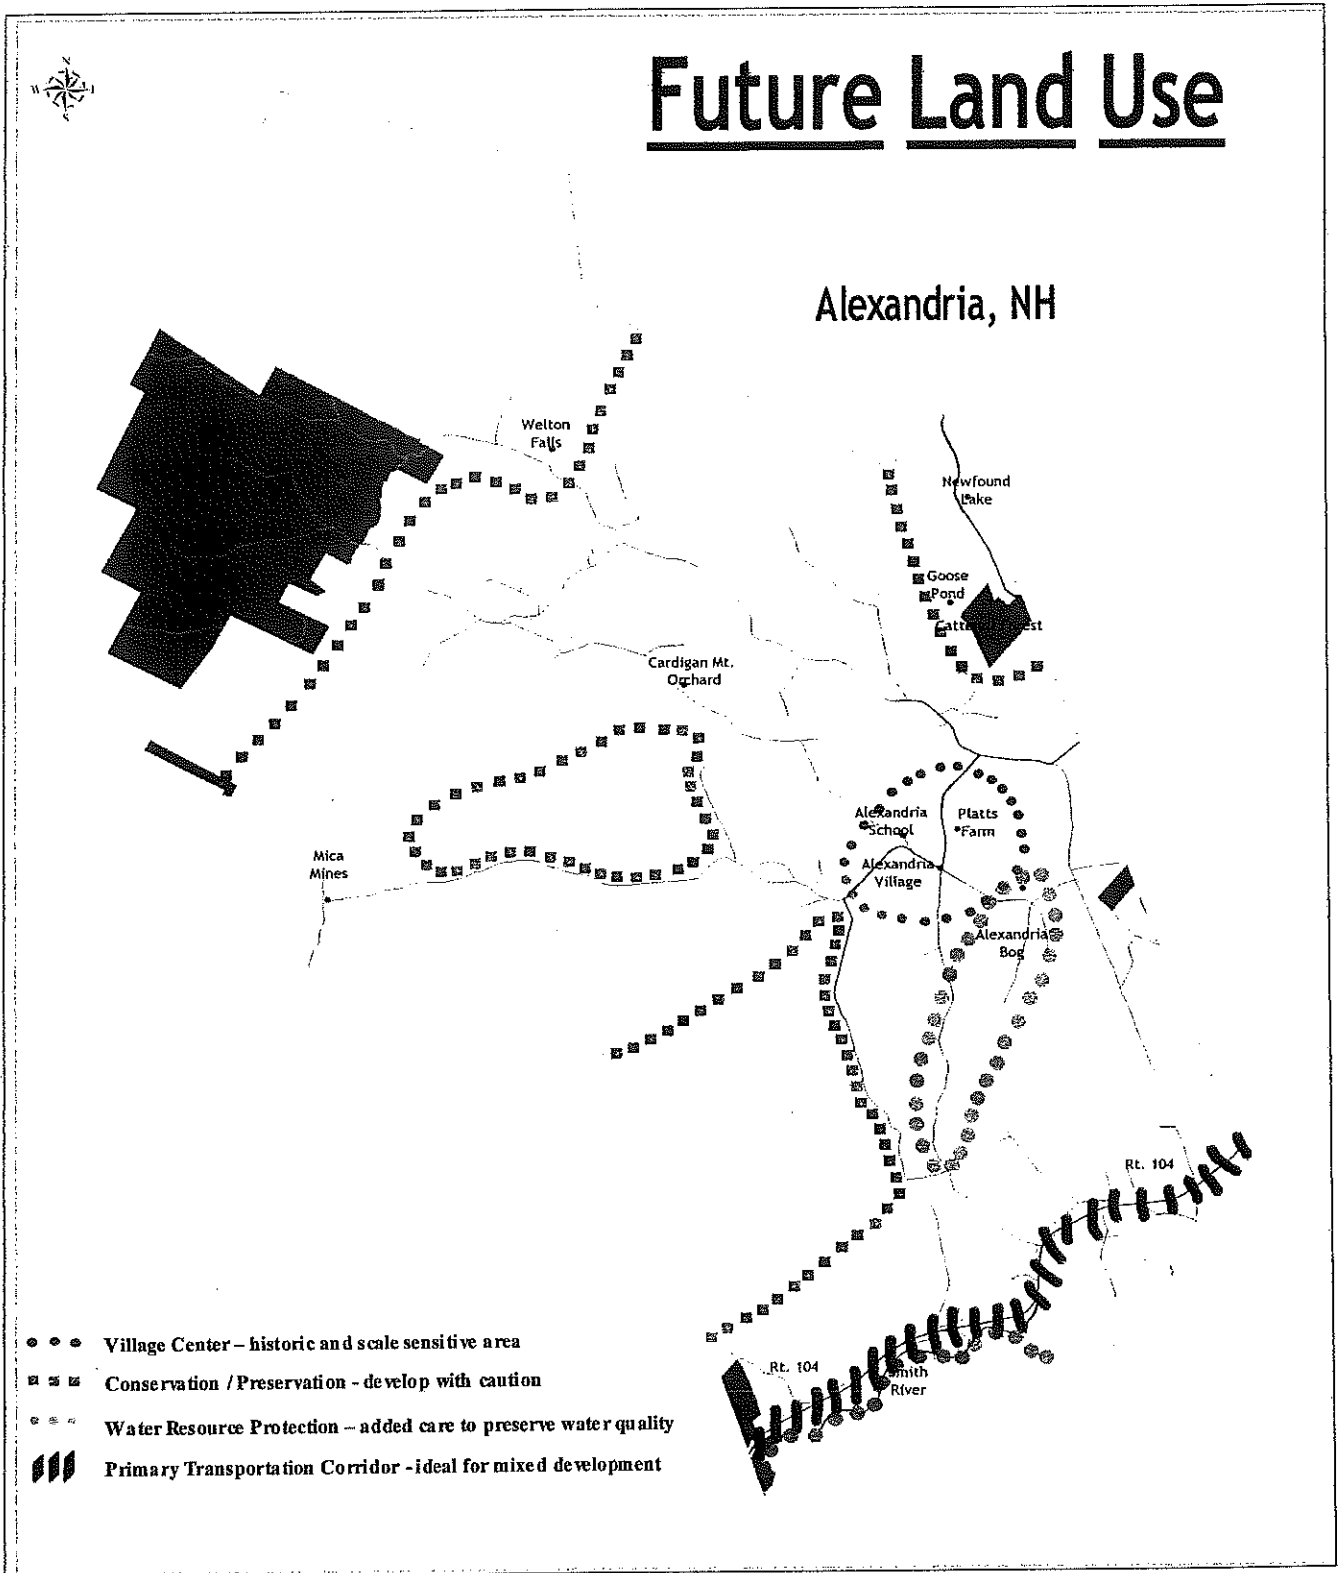 N
W
Future Land Use
Alexandria, NH
Welton
Falls
Newfound
Lake
Goose
Pond
Cardigan Mt.
Orchard
Alexandria
School
Platts
Farm
Mica
Mines
Alexandria
Village
Alexandria
Bog
Rt. 104
Rt. 104
Smith
River
Village Center – historic and scale sensitive area
Conservation / Preservation - develop with caution
Water Resource Protection – added care to preserve water quality
Primary Transportation Corridor - ideal for mixed development